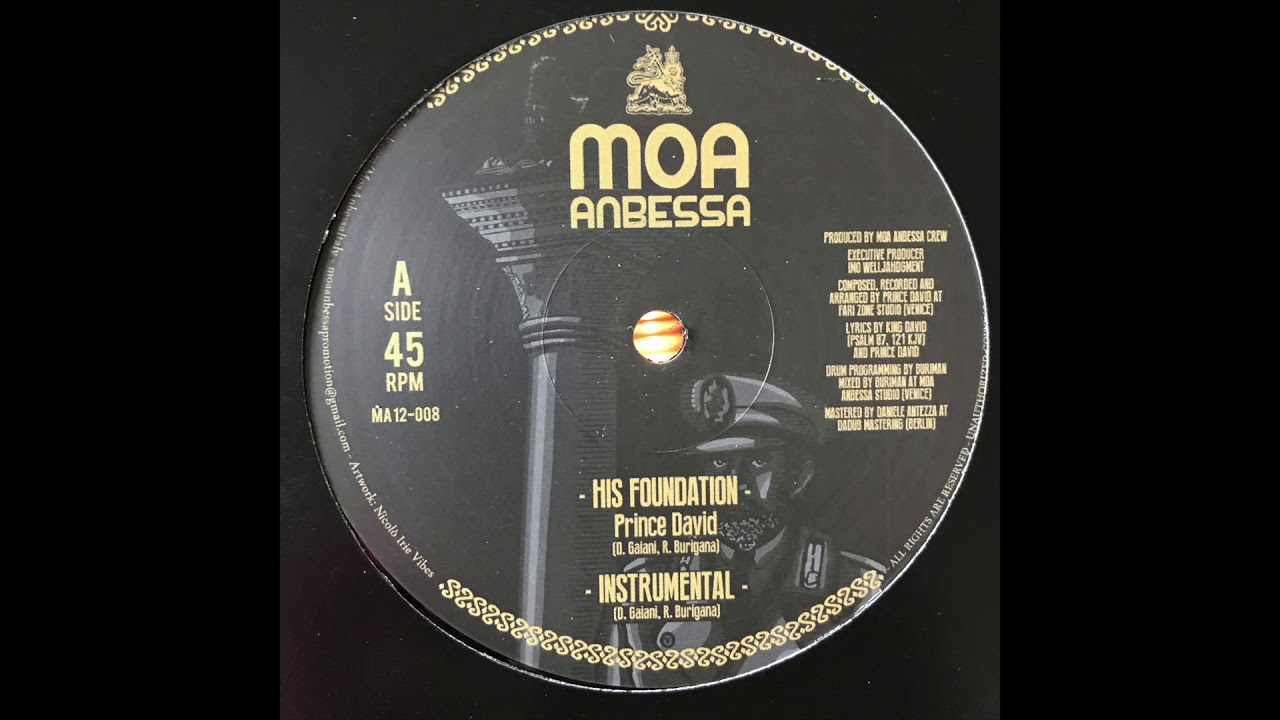 MOA
ANBESSA
A
SIDE
45
RPM
MA12-008
PRODUCED BY MOA ANBESSA CREW
EXECUTIVE PRODUCER
IMO WELLJAHDGMENT
COMPOSED, RECORDED AND
ARRANGED BY PRINCE DAVID AT
FARI ZONE STUDIO (VENICE)
LYRICS BY KING DAVID
(PSALM 87, 121 KJV)
AND PRINCE DAVID
DRUM PROGRAMMING BY BURIMAN
MIXED BY BURIMAN AT MOA
ANBESSA STUDIO (VENICE)
MASTERED BY DANIELE ANTEZZA AT
DADUB MASTERING (BERLIN)
- HIS FOUNDATION -
Prince David
(D. Gaiani, R. Burigana)
- INSTRUMENTAL -
(D. Gaiani, R. Burigana)
moaanbessapromotion@gmail.com - Artwork: Nicolò Irie Vibes
- ALL RIGHTS ARE RESERVED - UNAUTHORIZED